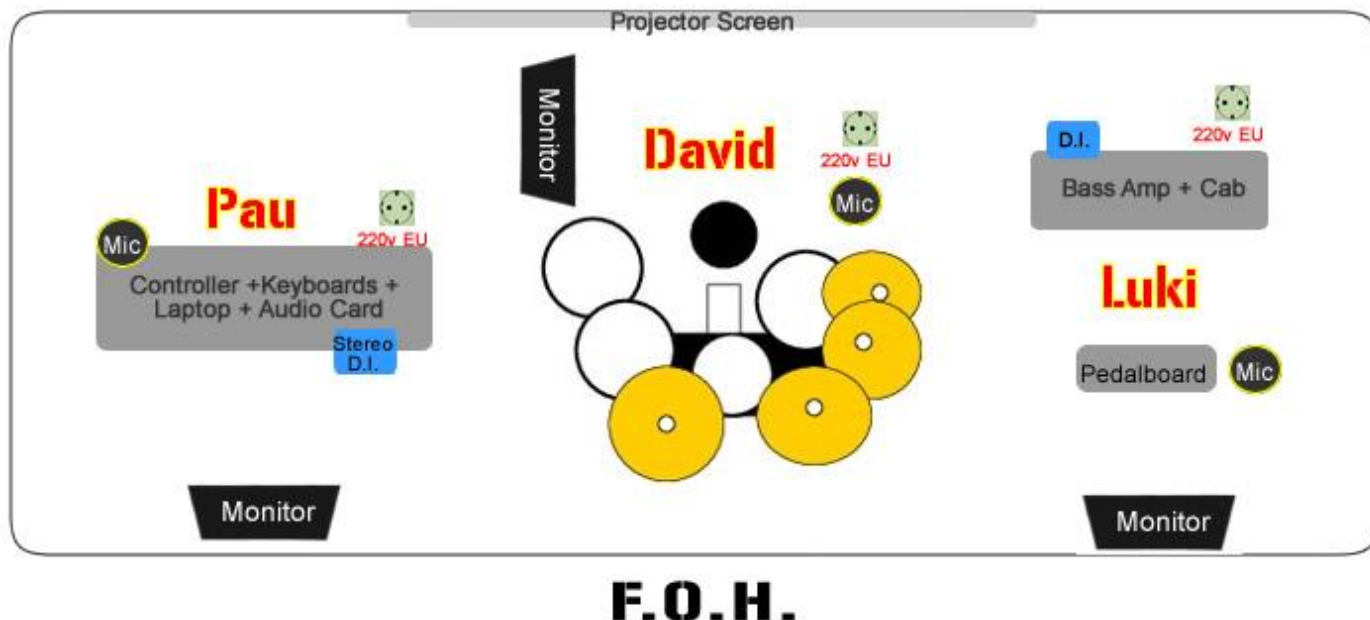 Projector Screen
Monitor
David
220v EU
Mic
220v EU
D.I.
Bass Amp + Cab
Pau
220v EU
Mic
Controller +Keyboards +
Laptop + Audio Card
Stereo
D.I.
Luki
Pedalboard
Mic
Monitor
Monitor
F.O.H.